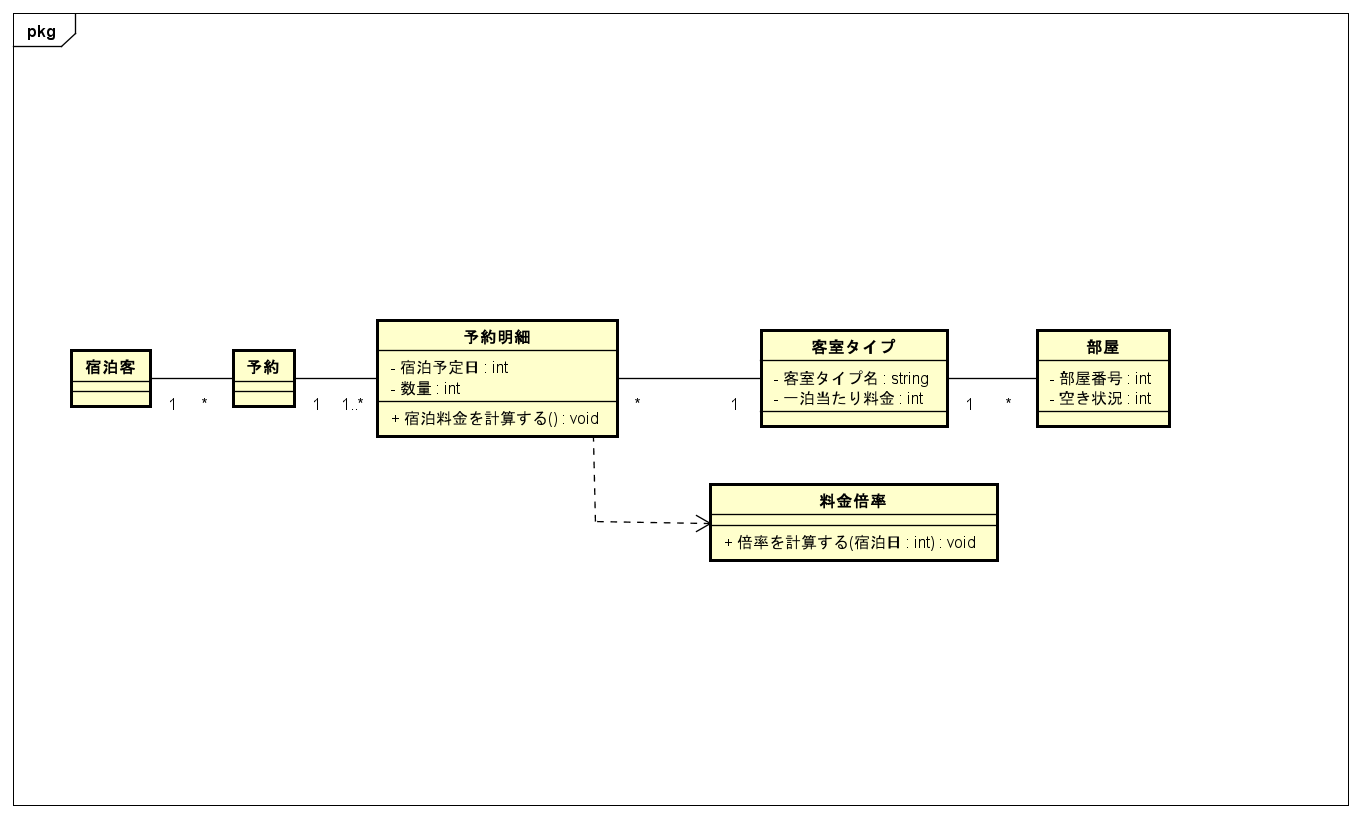 pkg
宿泊客
1
*
予約
1
1..*
予約明細
- 宿泊予定日 : int
- 数量 : int
+ 宿泊料金を計算する() : void
*
1
客室タイプ
- 客室タイプ名 : string
- 一泊当たり料金 : int
1
*
部屋
- 部屋番号 : int
- 空き状況 : int
料金倍率
+ 倍率を計算する(宿泊日 : int) : void